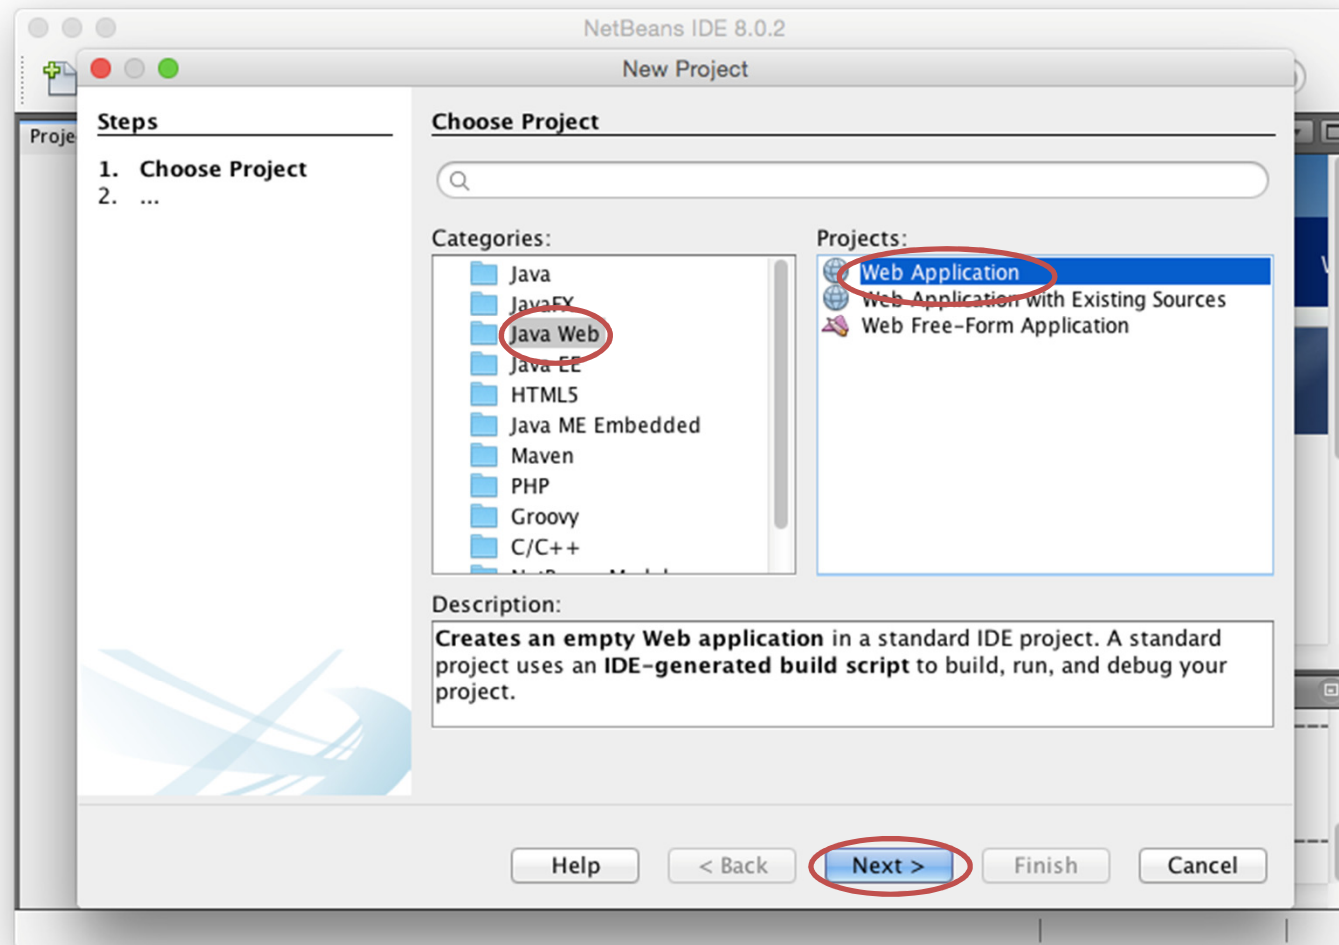 NetBeans IDE 8.0.2
New Project
Steps
1. Choose Project
2. ...
Choose Project
Categories:
Java
JavaFX
Java Web
Java EE
HTML5
Java ME Embedded
Maven
PHP
Groovy
C/C++
Projects:
Web Application
Web Application with Existing Sources
Web Free-Form Application
Description:
Creates an empty Web application in a standard IDE project. A standard
project uses an IDE-generated build script to build, run, and debug your
project.
Help
< Back
Next >
Finish
Cancel